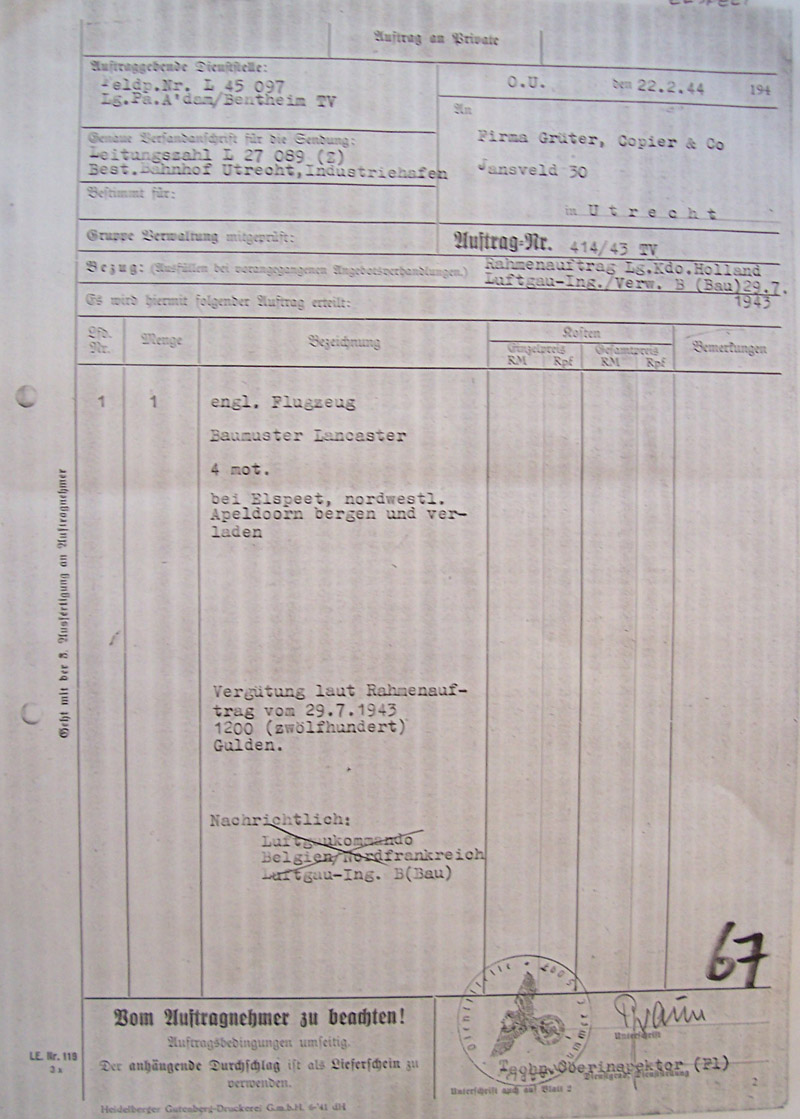 Auftrag an Private
Auftraggebende Dienststelle:
Feldp.Nr. L 45 097
Lg.Pa.A'dam/Bentheim TV
O.U. den 22.2.44 194
An
Genaue Versandanschrift für die Sendung:
Leitungszahl L 27 089 (Z)
Best.Bahnhof Utrecht,Industriehafen
Firma Grüter, Copier & Co
Jansveld 30
in U t r e c h t
Bestimmt für:
Gruppe Verwaltung mitgeprüft:
Auftrag-Nr. 414/43 TV
Bezug: (Ausfüllen bei vorangegangenen Angebotsverhandlungen.)
Rahmenauftrag Lg.Kdo.Holland
Luftgau-Ing./Verw. B (Bau)29.7.
1943
Es wird hiermit folgender Auftrag erteilt:
Lfd. Nr.
Menge
Bezeichnung
Kosten
Einzelpreis
Gesamtpreis
RM Rpf RM Rpf
Bemerkungen
1 1 engl. Flugzeug
Baumuster Lancaster
4 mot.
bei Elspeet, nordwestl.
Apeldoorn bergen und ver-
laden
Vergütung laut Rahmenauf-
trag vom 29.7.1943
1200 (zwölfhundert)
Gulden.
Nachrichtlich:
Luftgaukommando
Belgien/Nordfrankreich
Luftgau-Ing. B(Bau)
Geht mit der 3. Ausfertigung an Auftragnehmer
67
Vom Auftragnehmer zu beachten!
Auftragsbedingungen umseitig.
Der anhängende Durchschlag ist als Lieferschein zu
verwenden.
Dienststelle
Braun
Unterschrift
Techn.Oberinspektor (Fl)
Dienstgrad, Dienststellung
Unterschrift auch auf Blatt 2
2
LE. Nr. 118
Heidelberger Gutenberg-Druckerei G.m.b.H. 6-'41 dH